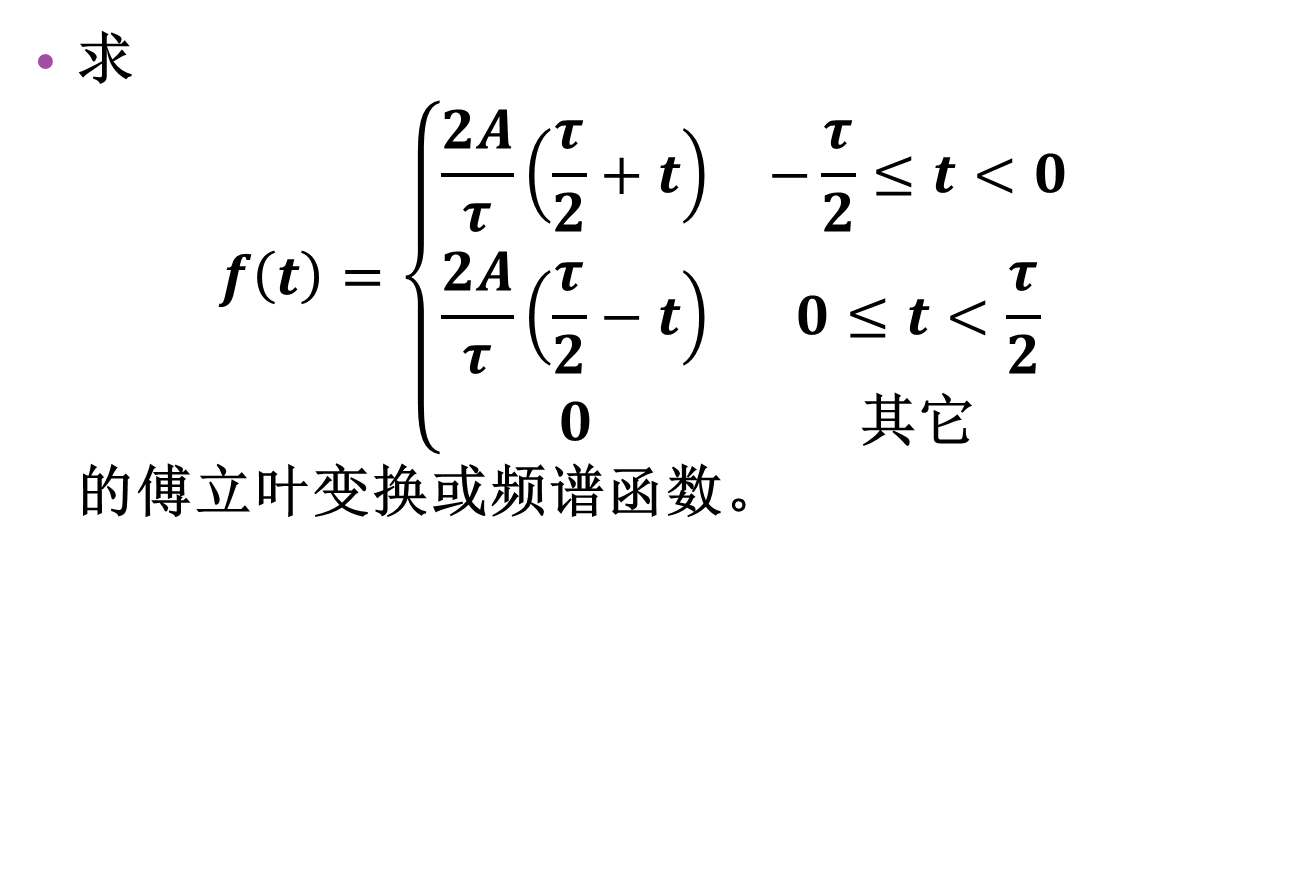 • 求
f(t) = { 2A/τ (τ/2 + t)   −τ/2 ≤ t < 0
2A/τ (τ/2 − t)   0 ≤ t < τ/2
0   其它
的傅立叶变换或频谱函数。